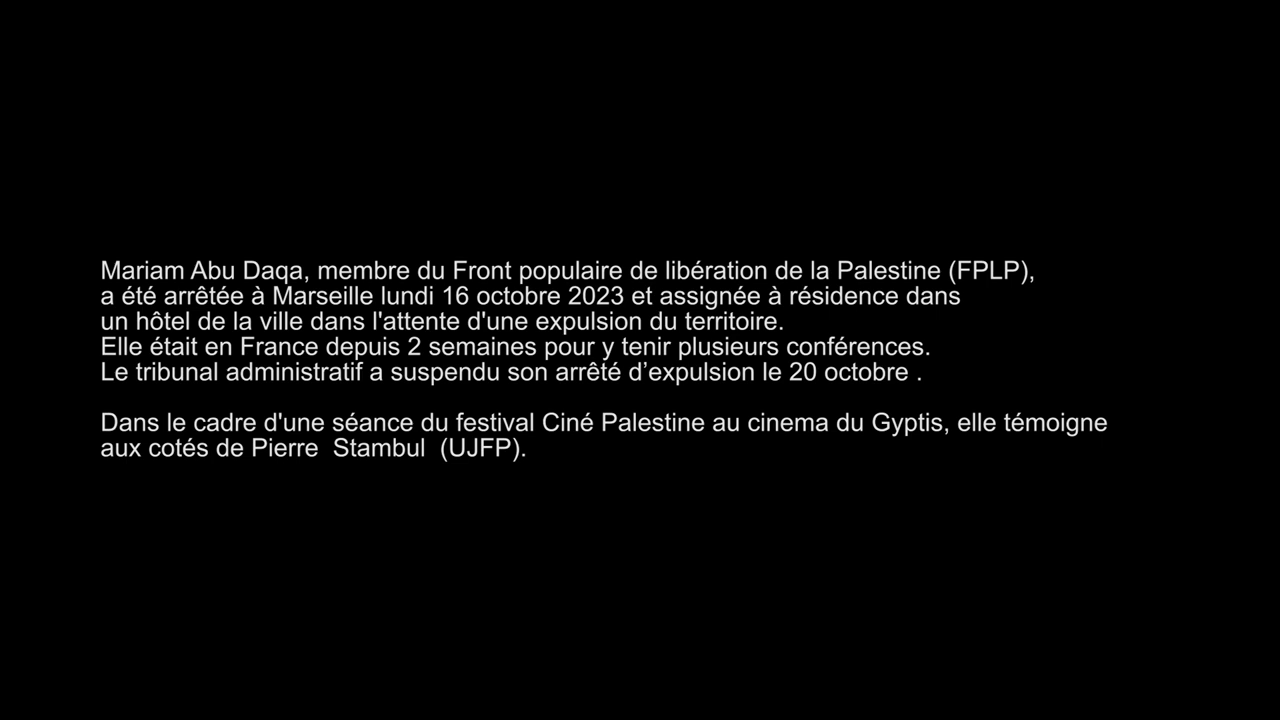 Mariam Abu Daqa, membre du Front populaire de libération de la Palestine (FPLP),
a été arrêtée à Marseille lundi 16 octobre 2023 et assignée à résidence dans
un hôtel de la ville dans l'attente d'une expulsion du territoire.
Elle était en France depuis 2 semaines pour y tenir plusieurs conférences.
Le tribunal administratif a suspendu son arrêté d’expulsion le 20 octobre .
Dans le cadre d'une séance du festival Ciné Palestine au cinema du Gyptis, elle témoigne
aux cotés de Pierre  Stambul  (UJFP).